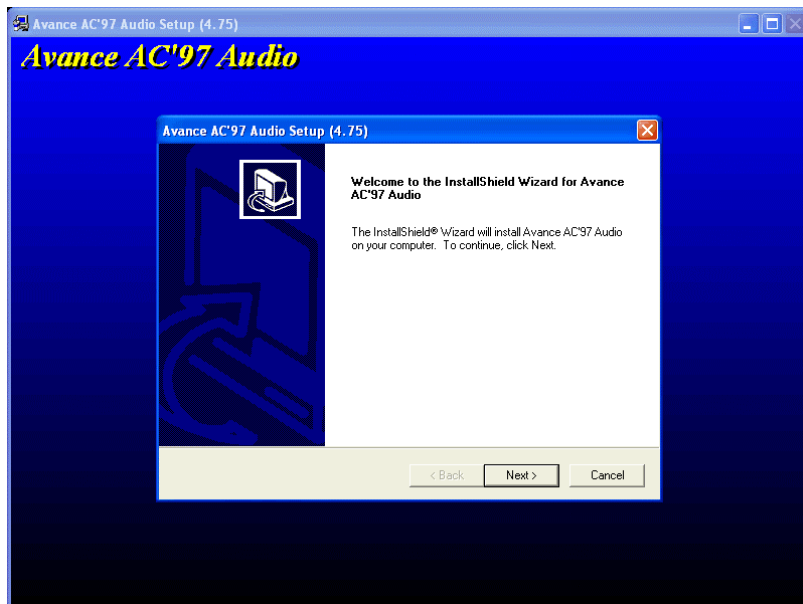 Avance AC'97 Audio Setup (4.75)
Avance AC'97 Audio
Avance AC'97 Audio Setup (4.75)
Welcome to the InstallShield Wizard for Avance
AC'97 Audio
The InstallShield® Wizard will install Avance AC'97 Audio
on your computer. To continue, click Next.
< Back Next > Cancel